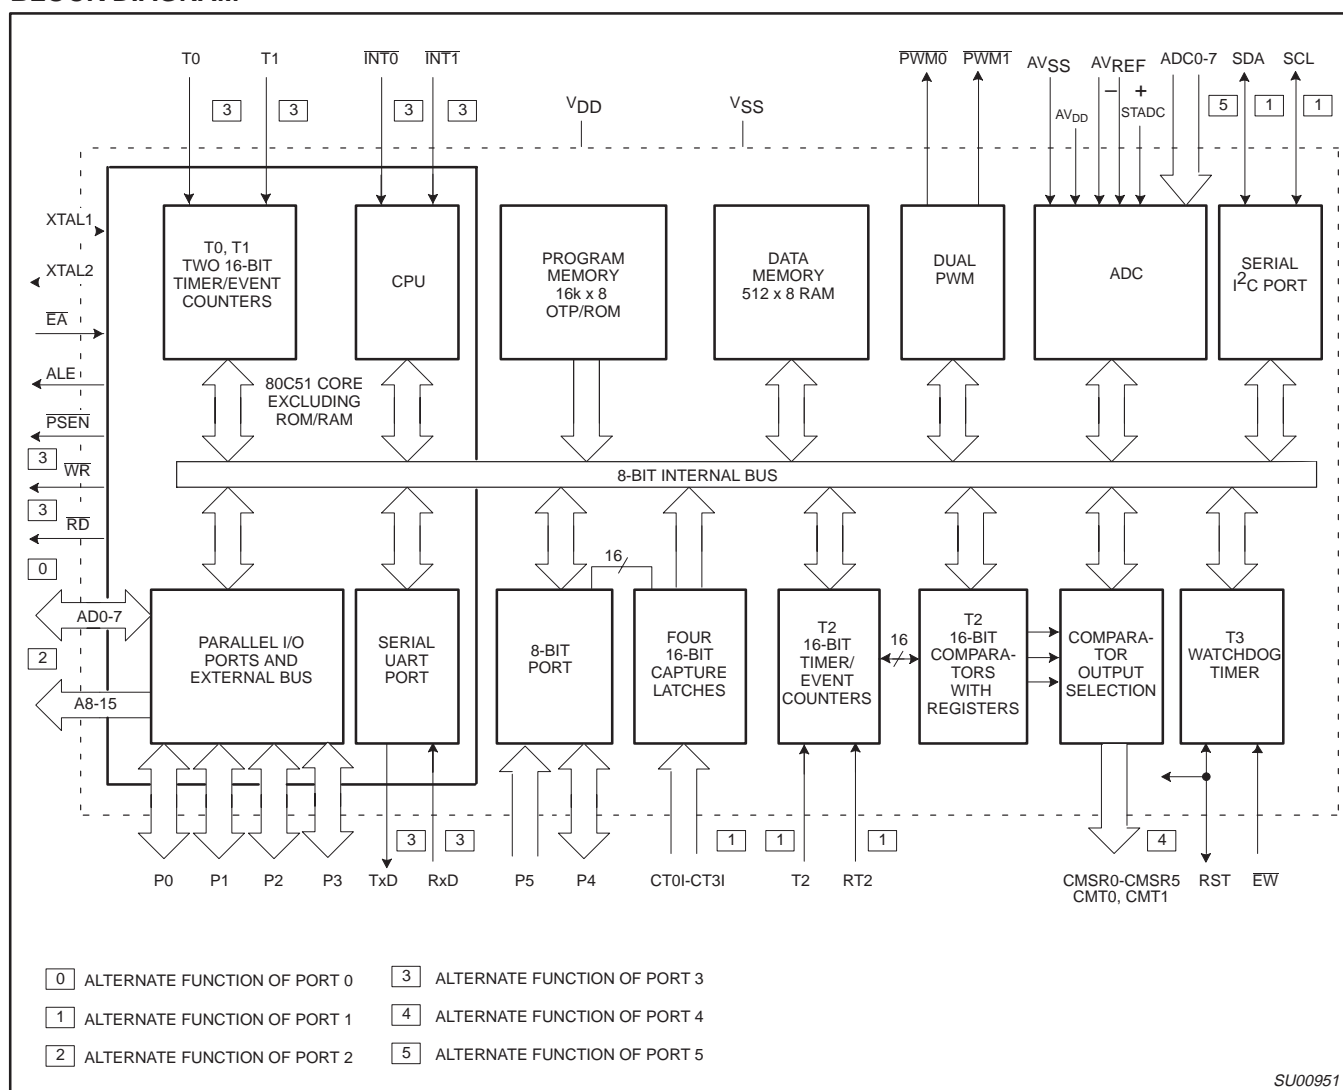 T0 T1 INT0 INT1 PWM0 PWM1 AVSS AVREF ADC0-7 SDA SCL
– +
3 3 3 3 VDD VSS AVDD STADC 5 1 1
XTAL1
XTAL2
EA
ALE
PSEN
3 WR
3 RD
0
AD0-7
2
A8-15
T0, T1
TWO 16-BIT
TIMER/EVENT
COUNTERS
CPU
PROGRAM
MEMORY
16k x 8
OTP/ROM
DATA
MEMORY
512 x 8 RAM
DUAL
PWM
ADC
SERIAL
I2C PORT
80C51 CORE
EXCLUDING
ROM/RAM
8-BIT INTERNAL BUS
PARALLEL I/O
PORTS AND
EXTERNAL BUS
SERIAL
UART
PORT
8-BIT
PORT
16
FOUR
16-BIT
CAPTURE
LATCHES
T2
16-BIT
TIMER/
EVENT
COUNTERS
16
T2
16-BIT
COMPARA-
TORS
WITH
REGISTERS
COMPARA-
TOR
OUTPUT
SELECTION
T3
WATCHDOG
TIMER
3 3 1 1 1 4
P0 P1 P2 P3 TxD RxD P5 P4 CT0I-CT3I T2 RT2 CMSR0-CMSR5 RST EW
CMT0, CMT1
0 ALTERNATE FUNCTION OF PORT 0
1 ALTERNATE FUNCTION OF PORT 1
2 ALTERNATE FUNCTION OF PORT 2
3 ALTERNATE FUNCTION OF PORT 3
4 ALTERNATE FUNCTION OF PORT 4
5 ALTERNATE FUNCTION OF PORT 5
SU00951